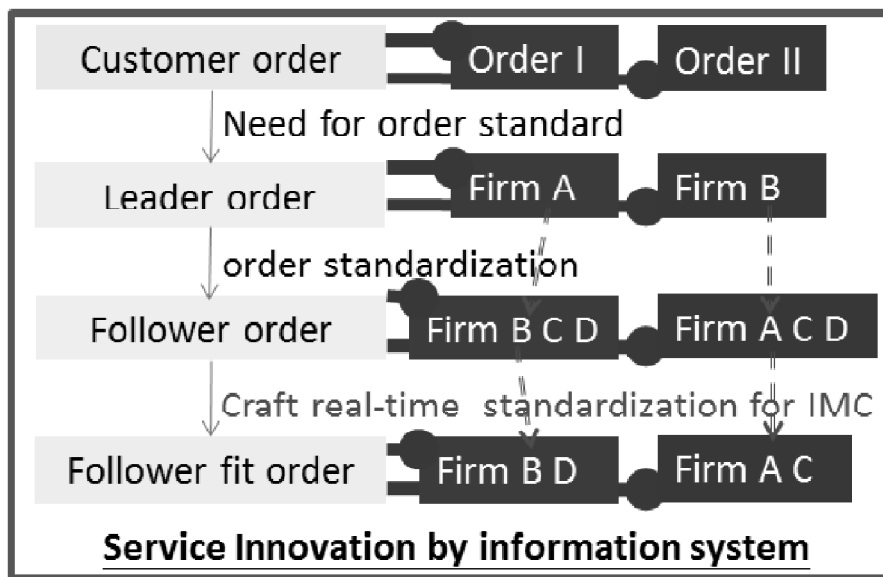 Customer order Order I Order II
Need for order standard
Leader order Firm A Firm B
order standardization
Follower order Firm B C D Firm A C D
Craft real-time standardization for IMC
Follower fit order Firm B D Firm A C
Service Innovation by information system